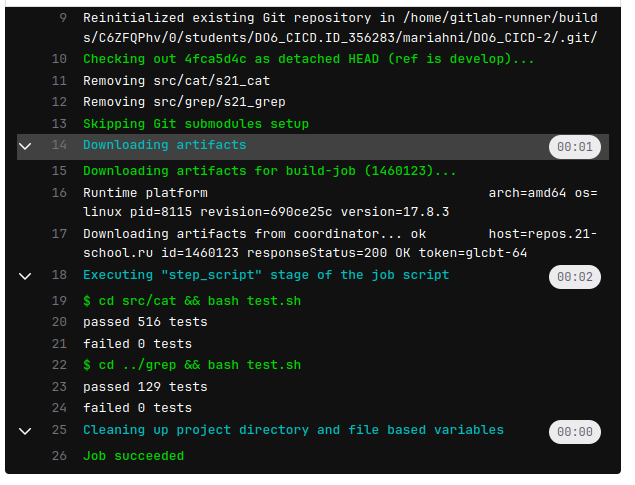 9 Reinitialized existing Git repository in /home/gitlab-runner/build
s/C6ZFQPhv/0/students/DO6_CICD.ID_356283/mariahni/DO6_CICD-2/.git/
10 Checking out 4fca5d4c as detached HEAD (ref is develop)...
11 Removing src/cat/s21_cat
12 Removing src/grep/s21_grep
13 Skipping Git submodules setup
14 Downloading artifacts 00:01
15 Downloading artifacts for build-job (1460123)...
16 Runtime platform arch=amd64 os=
linux pid=8115 revision=690ce25c version=17.8.3
17 Downloading artifacts from coordinator... ok host=repos.21-
school.ru id=1460123 responseStatus=200 OK token=glcbt-64
18 Executing "step_script" stage of the job script 00:02
19 $ cd src/cat && bash test.sh
20 passed 516 tests
21 failed 0 tests
22 $ cd ../grep && bash test.sh
23 passed 129 tests
24 failed 0 tests
25 Cleaning up project directory and file based variables 00:00
26 Job succeeded